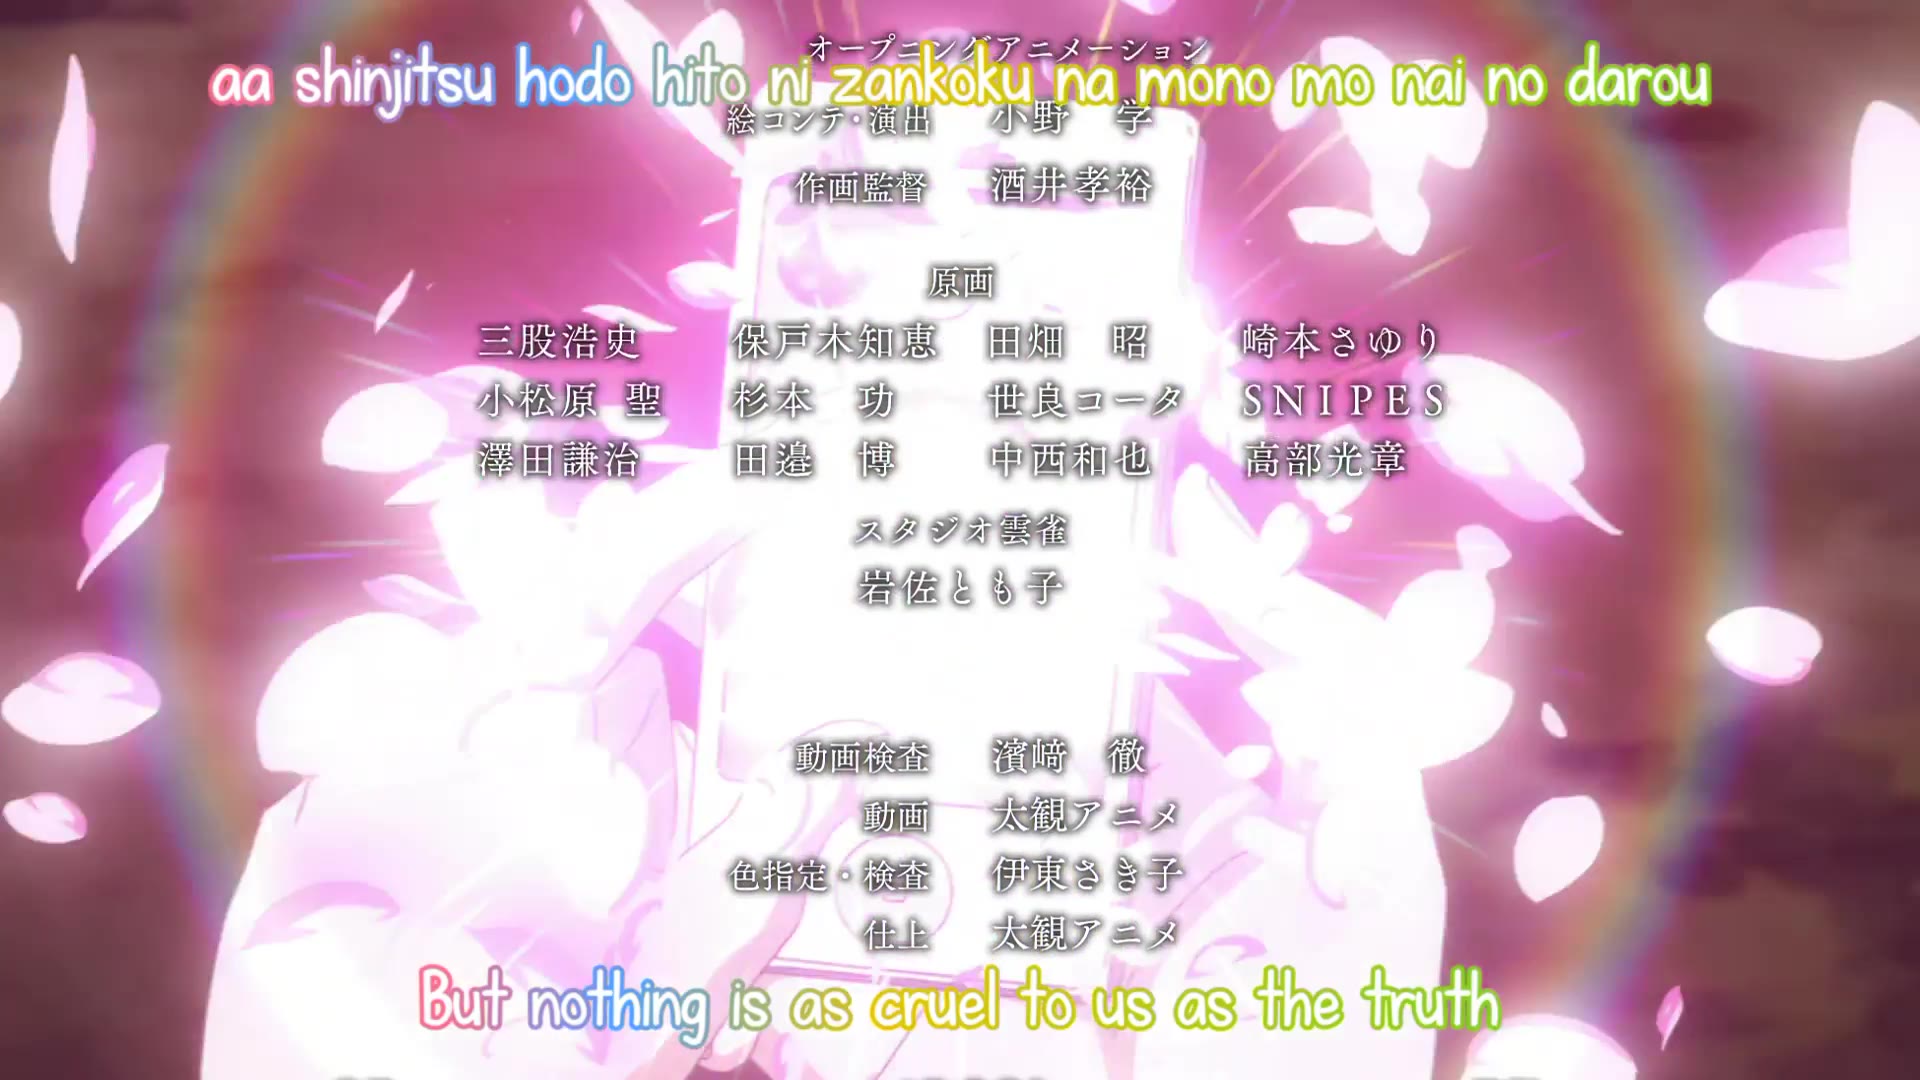 オープニングアニメーション
aa shinjitsu hodo hito ni zankoku na mono mo nai no darou
絵コンテ・演出 小野 学
作画監督 酒井孝裕
原画
三股浩史 保戸木知恵 田畑 昭 崎本さゆり
小松原 聖 杉本 功 世良コータ SNIPES
澤田謙治 田邉 博 中西和也 高部光章
スタジオ雲雀
岩佐とも子
動画検査 濱﨑 徹
動画 太観アニメ
色指定・検査 伊東さき子
仕上 太観アニメ
But nothing is as cruel to us as the truth